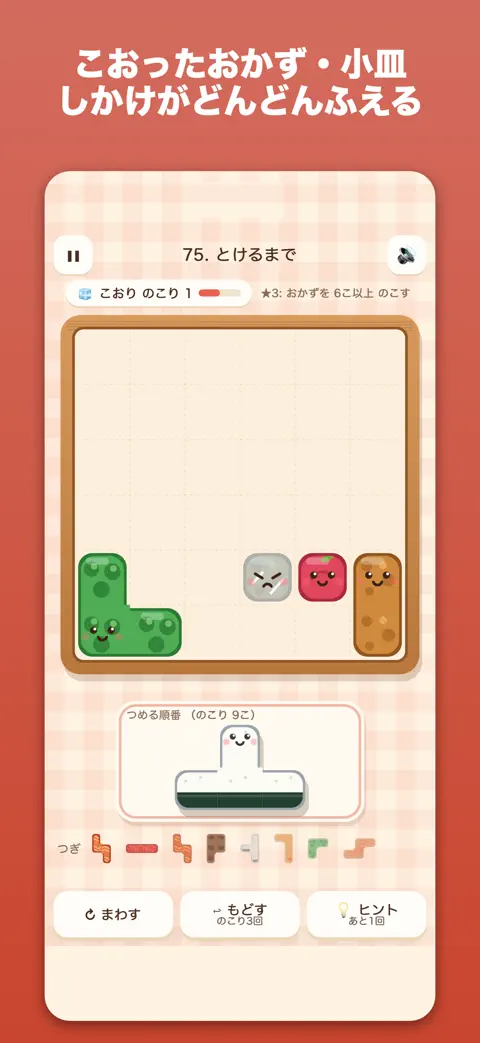 こおったおかず・小皿
しかけがどんどんふえる
75. とけるまで
こおり のこり 1
★3: おかずを 6こ以上 のこす
つめる順番 （のこり 9こ）
つぎ
まわす
もどす
のこり3回
ヒント
あと1回